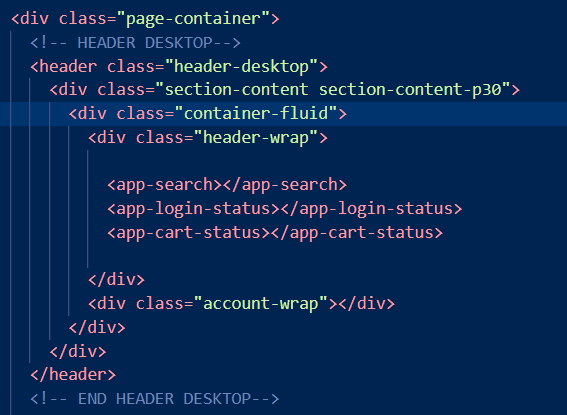 <div class="page-container">
<!-- HEADER DESKTOP-->
<header class="header-desktop">
<div class="section-content section-content-p30">
<div class="container-fluid">
<div class="header-wrap">
<app-search></app-search>
<app-login-status></app-login-status>
<app-cart-status></app-cart-status>
</div>
<div class="account-wrap"></div>
</div>
</div>
</header>
<!-- END HEADER DESKTOP-->